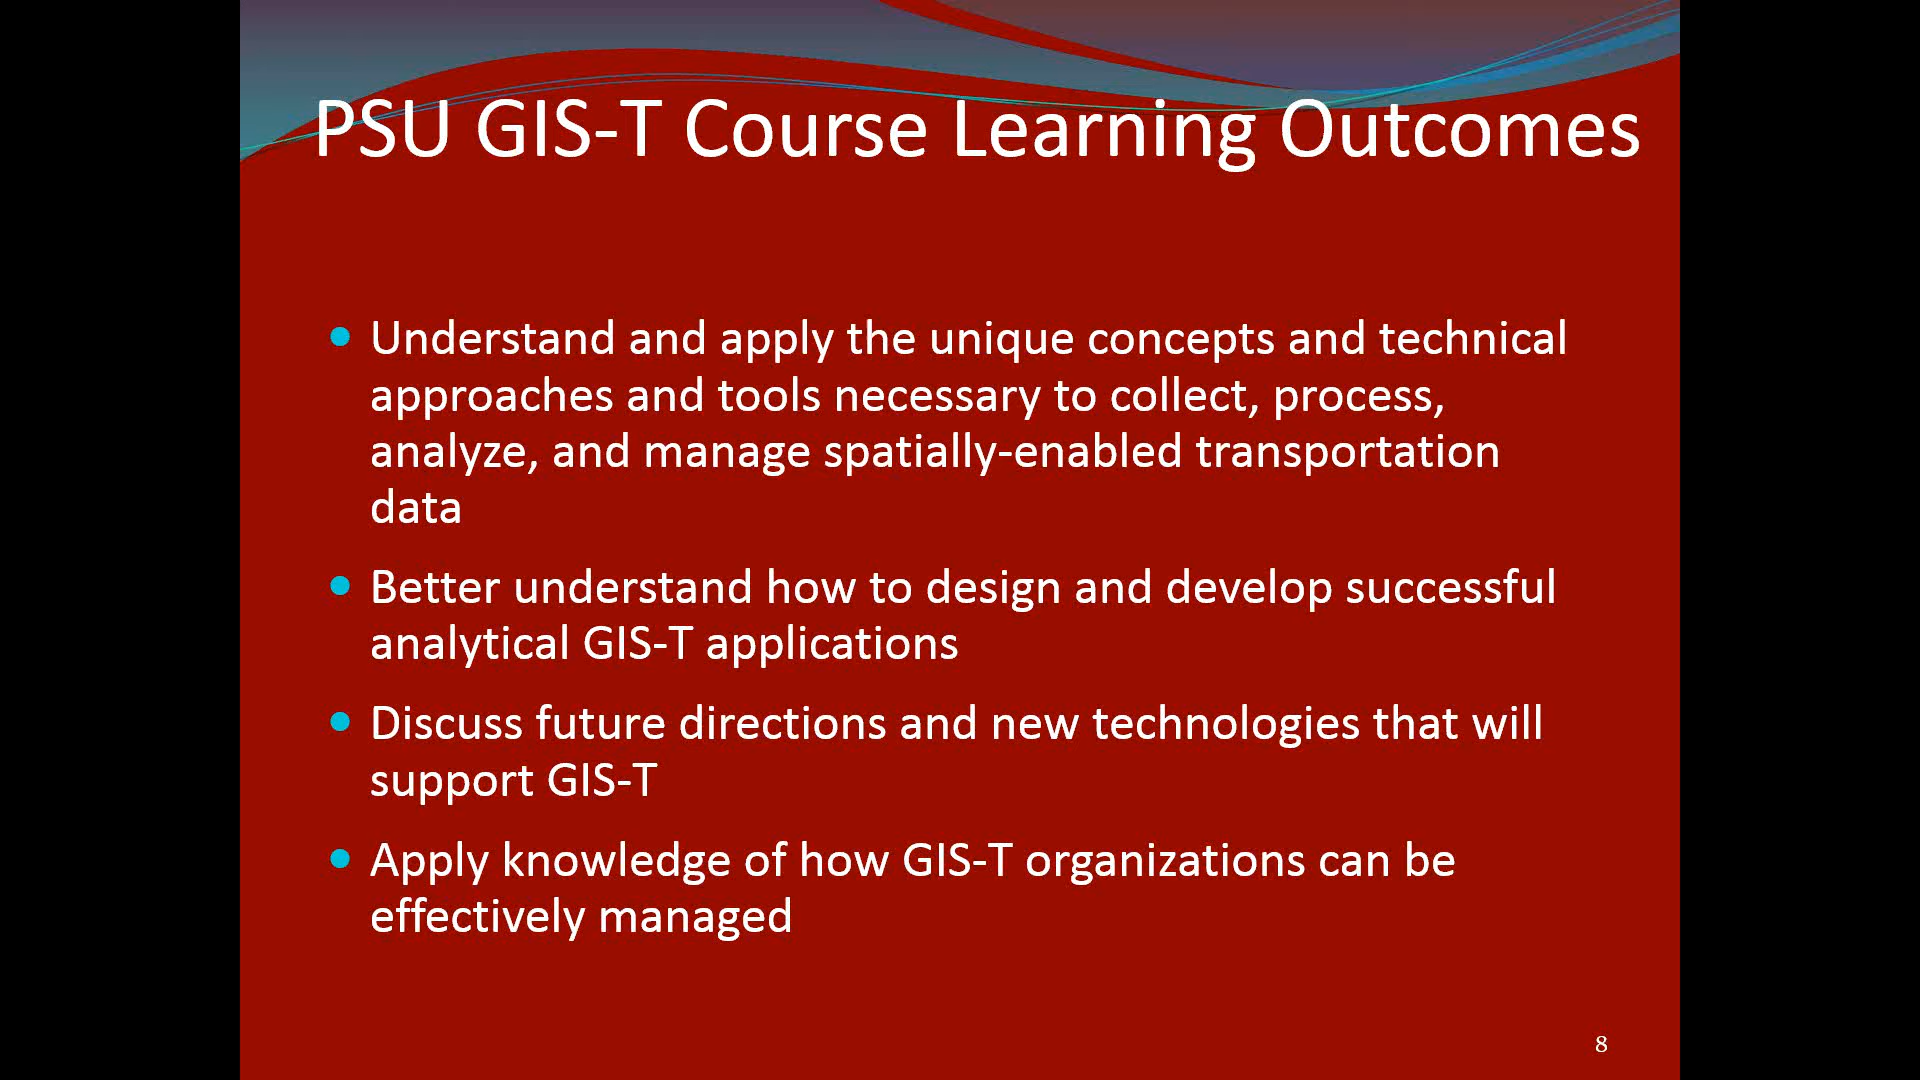 PSU GIS-T Course Learning Outcomes
• Understand and apply the unique concepts and technical
approaches and tools necessary to collect, process,
analyze, and manage spatially-enabled transportation
data
• Better understand how to design and develop successful
analytical GIS-T applications
• Discuss future directions and new technologies that will
support GIS-T
• Apply knowledge of how GIS-T organizations can be
effectively managed
8